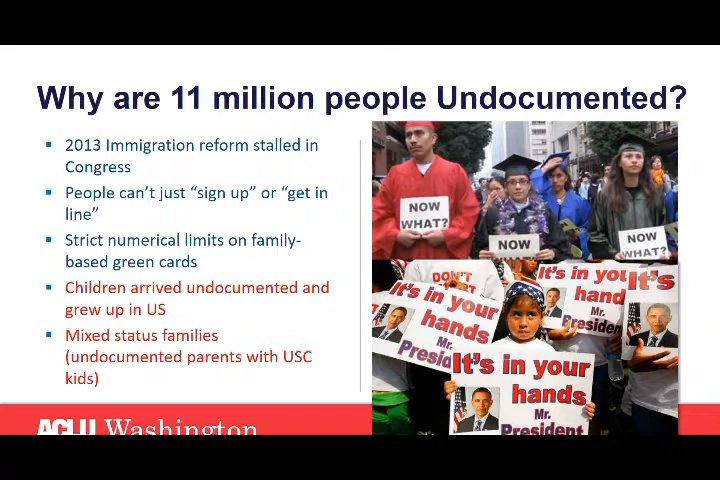 Why are 11 million people Undocumented?
2013 Immigration reform stalled in
Congress
People can’t just “sign up” or “get in
line”
Strict numerical limits on family-
based green cards
Children arrived undocumented and
grew up in US
Mixed status families
(undocumented parents with USC
kids)
NOW
WHAT?
NOW
NOW
WHAT?
DON'T
It's in your
hands
Mr.
President
It's in your
hand
Mr.
Presiden
It's
It's in your
hands
Mr.
President
ACLU Washington